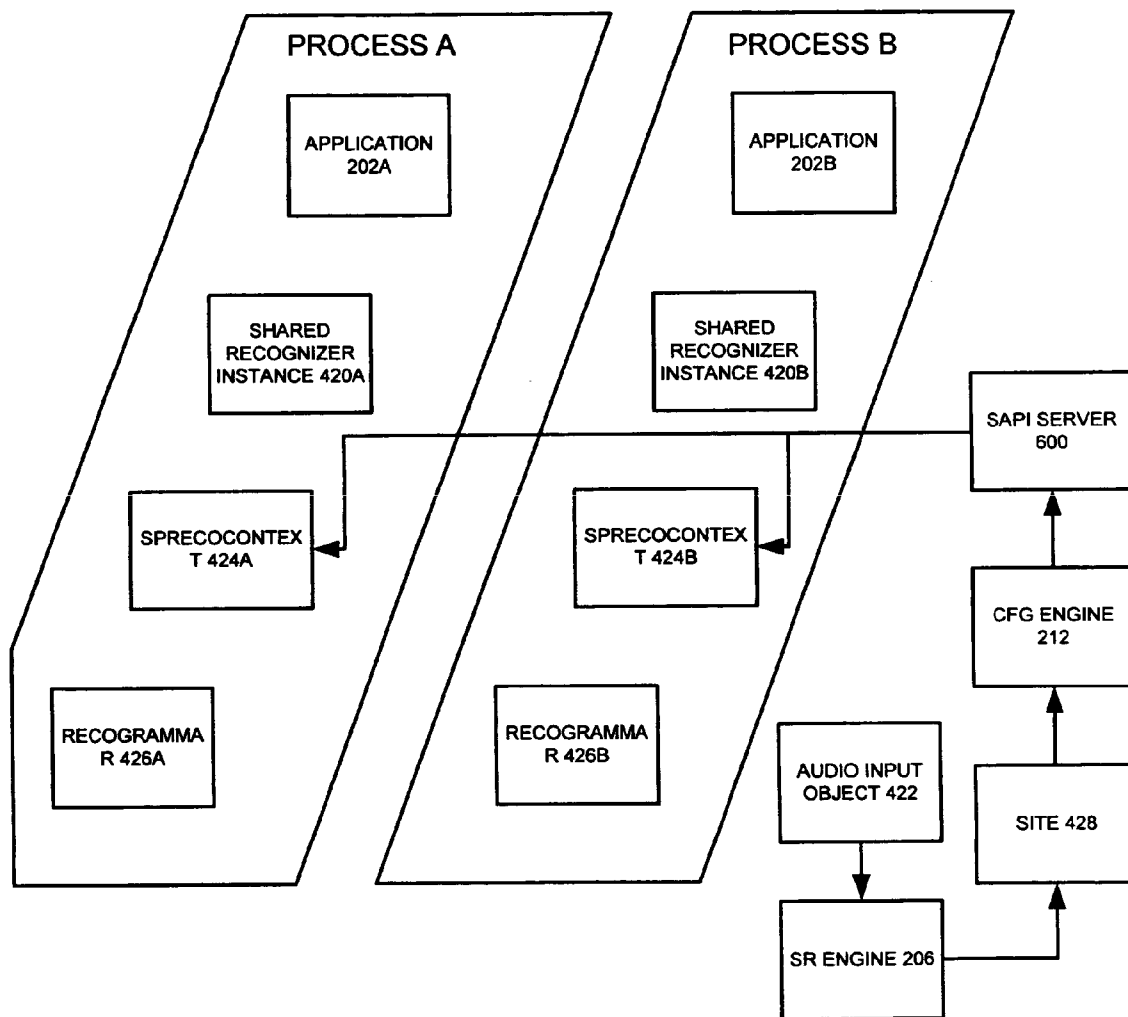 PROCESS A
PROCESS B
APPLICATION
202A
APPLICATION
202B
SHARED
RECOGNIZER
INSTANCE 420A
SHARED
RECOGNIZER
INSTANCE 420B
SAPI SERVER
600
SPRECOCONTEX
T 424A
SPRECOCONTEX
T 424B
CFG ENGINE
212
RECOGRAMMA
R 426A
RECOGRAMMA
R 426B
AUDIO INPUT
OBJECT 422
SITE 428
SR ENGINE 206